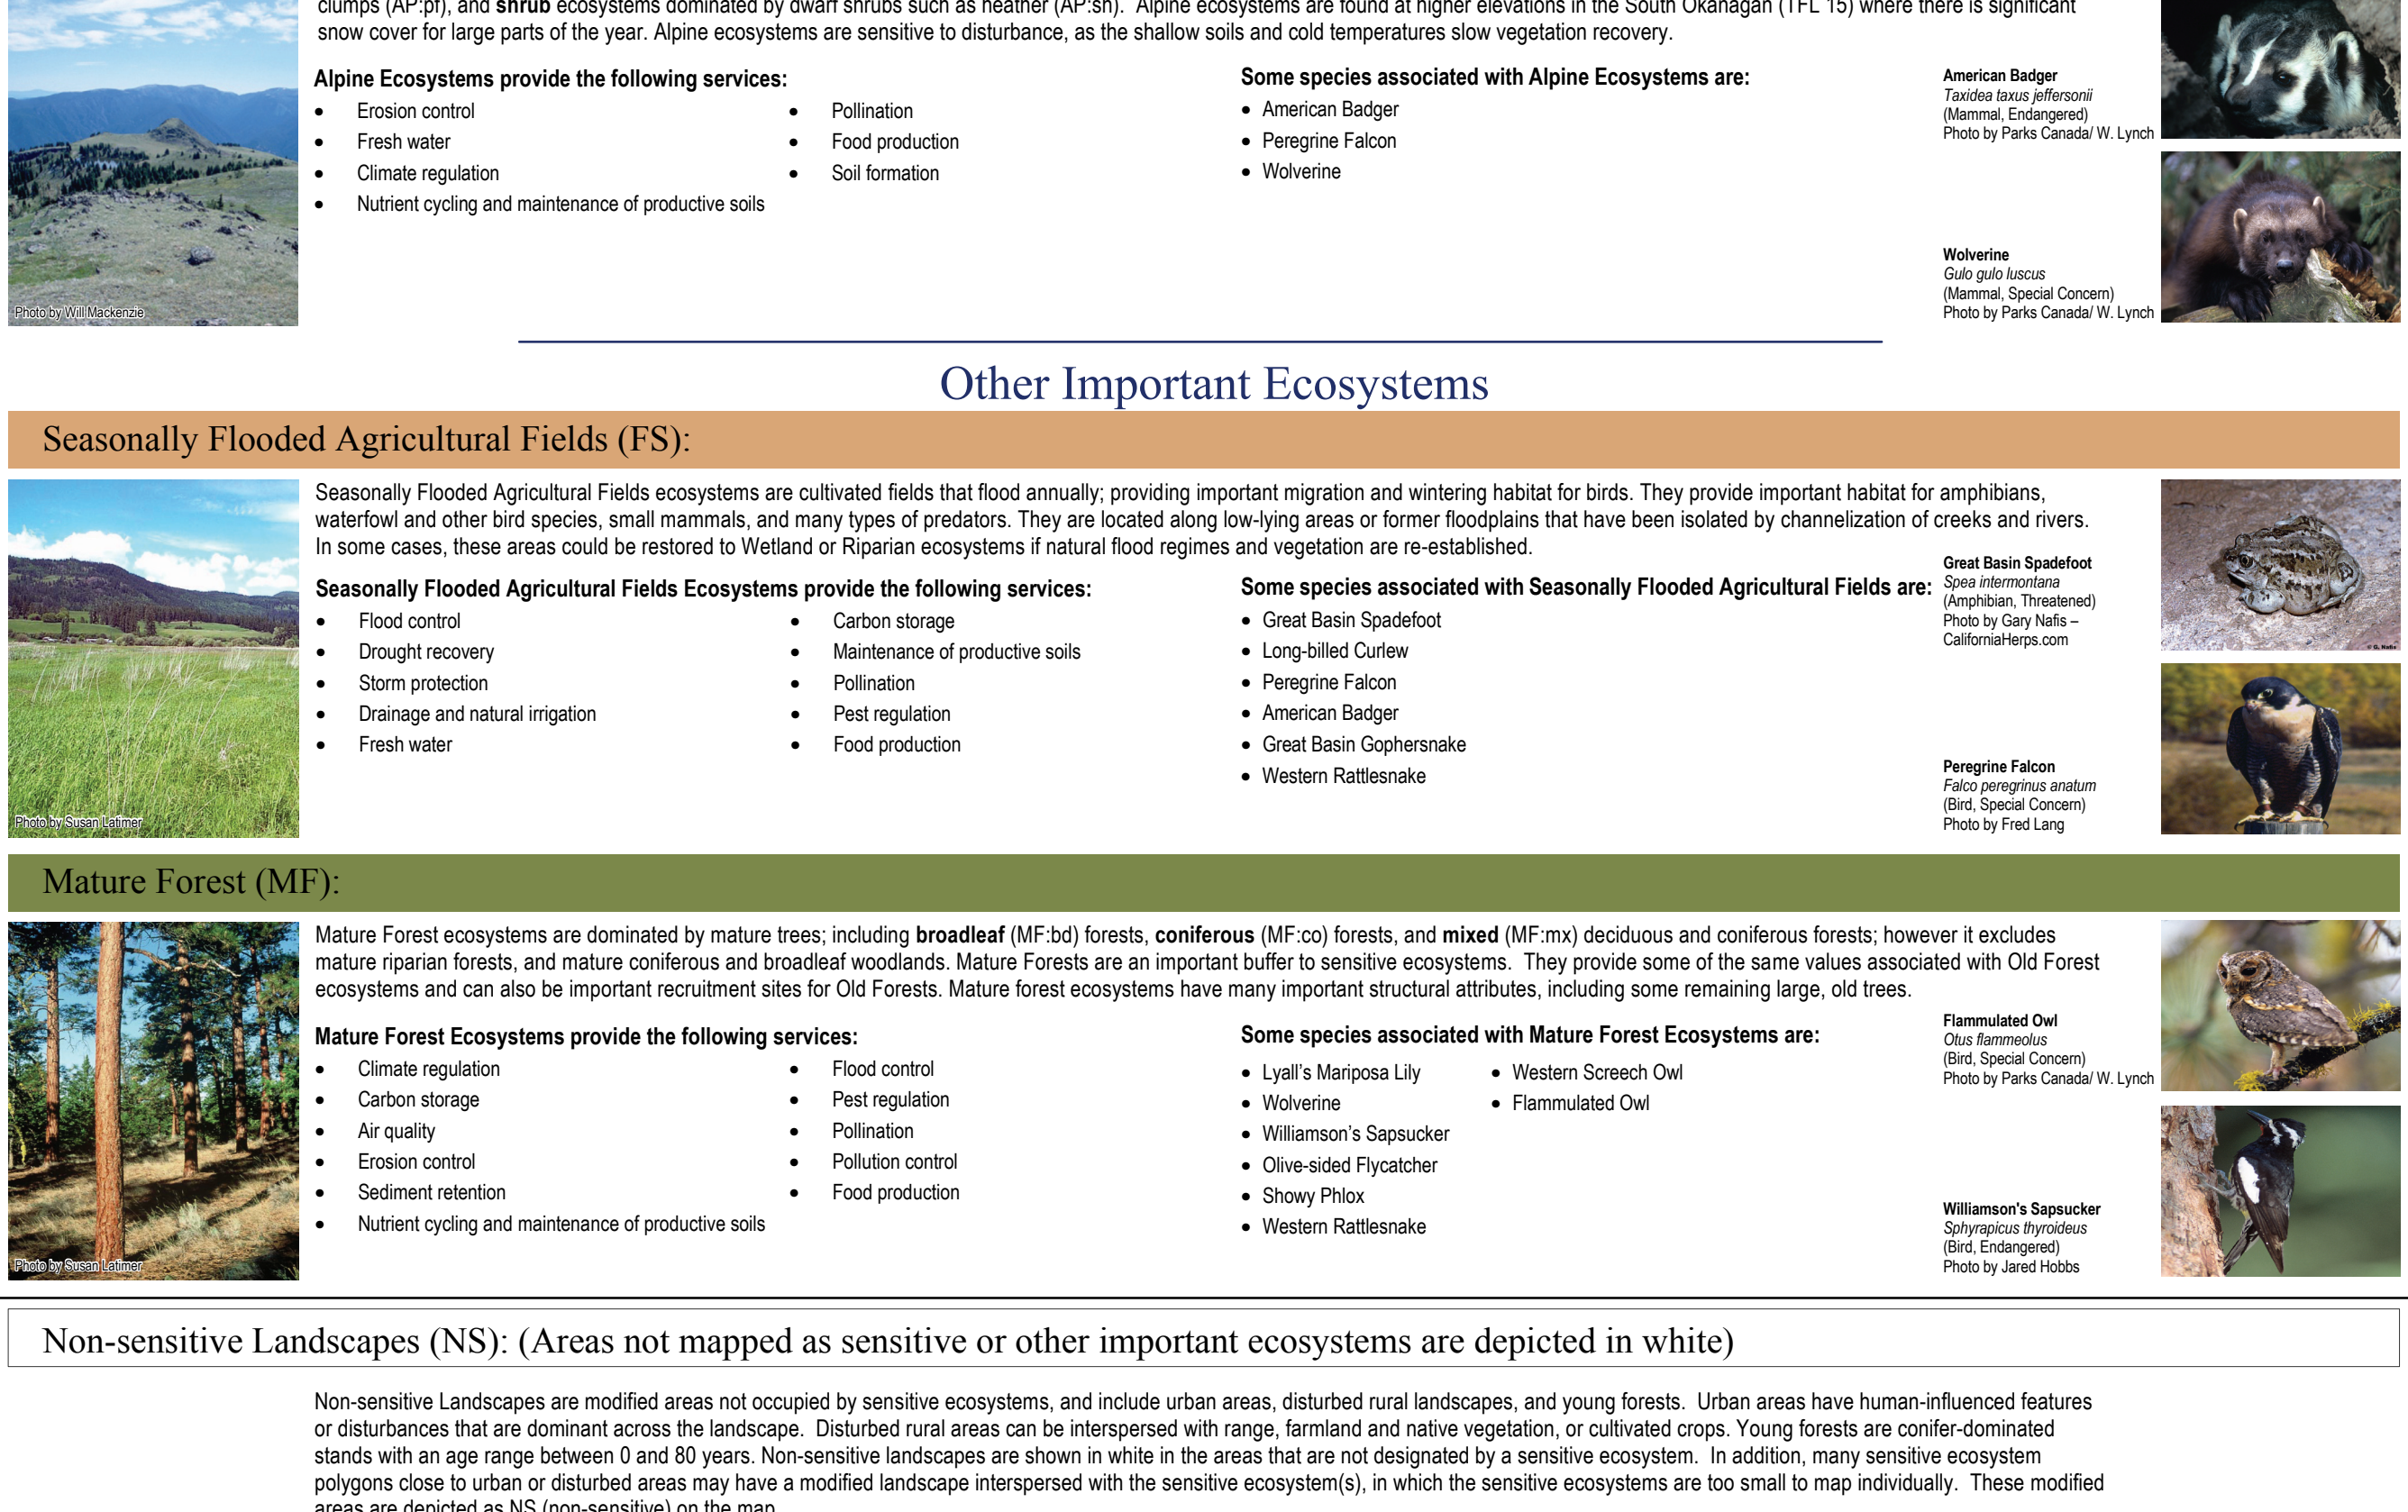 clumps (AP:pf), and shrub ecosystems dominated by dwarf shrubs such as heather (AP:sh).  Alpine ecosystems are found at higher elevations in the South Okanagan (TFL 15) where there is significant
snow cover for large parts of the year. Alpine ecosystems are sensitive to disturbance, as the shallow soils and cold temperatures slow vegetation recovery.
Alpine Ecosystems provide the following services:
• Erosion control
• Fresh water
• Climate regulation
• Nutrient cycling and maintenance of productive soils
• Pollination
• Food production
• Soil formation
Some species associated with Alpine Ecosystems are:
• American Badger
• Peregrine Falcon
• Wolverine
American Badger
Taxidea taxus jeffersonii
(Mammal, Endangered)
Photo by Parks Canada/ W. Lynch
Wolverine
Gulo gulo luscus
(Mammal, Special Concern)
Photo by Parks Canada/ W. Lynch
Photo by Will Mackenzie
Other Important Ecosystems
Seasonally Flooded Agricultural Fields (FS):
Seasonally Flooded Agricultural Fields ecosystems are cultivated fields that flood annually; providing important migration and wintering habitat for birds. They provide important habitat for amphibians,
waterfowl and other bird species, small mammals, and many types of predators. They are located along low-lying areas or former floodplains that have been isolated by channelization of creeks and rivers.
In some cases, these areas could be restored to Wetland or Riparian ecosystems if natural flood regimes and vegetation are re-established.
Seasonally Flooded Agricultural Fields Ecosystems provide the following services:
• Flood control
• Drought recovery
• Storm protection
• Drainage and natural irrigation
• Fresh water
• Carbon storage
• Maintenance of productive soils
• Pollination
• Pest regulation
• Food production
Some species associated with Seasonally Flooded Agricultural Fields are:
• Great Basin Spadefoot
• Long-billed Curlew
• Peregrine Falcon
• American Badger
• Great Basin Gophersnake
• Western Rattlesnake
Great Basin Spadefoot
Spea intermontana
(Amphibian, Threatened)
Photo by Gary Nafis –
CaliforniaHerps.com
© G. Nafis
Peregrine Falcon
Falco peregrinus anatum
(Bird, Special Concern)
Photo by Fred Lang
Photo by Susan Latimer
Mature Forest (MF):
Mature Forest ecosystems are dominated by mature trees; including broadleaf (MF:bd) forests, coniferous (MF:co) forests, and mixed (MF:mx) deciduous and coniferous forests; however it excludes
mature riparian forests, and mature coniferous and broadleaf woodlands. Mature Forests are an important buffer to sensitive ecosystems.  They provide some of the same values associated with Old Forest
ecosystems and can also be important recruitment sites for Old Forests. Mature forest ecosystems have many important structural attributes, including some remaining large, old trees.
Mature Forest Ecosystems provide the following services:
• Climate regulation
• Carbon storage
• Air quality
• Erosion control
• Sediment retention
• Nutrient cycling and maintenance of productive soils
• Flood control
• Pest regulation
• Pollination
• Pollution control
• Food production
Some species associated with Mature Forest Ecosystems are:
• Lyall’s Mariposa Lily
• Wolverine
• Williamson’s Sapsucker
• Olive-sided Flycatcher
• Showy Phlox
• Western Rattlesnake
• Western Screech Owl
• Flammulated Owl
Flammulated Owl
Otus flammeolus
(Bird, Special Concern)
Photo by Parks Canada/ W. Lynch
Williamson's Sapsucker
Sphyrapicus thyroideus
(Bird, Endangered)
Photo by Jared Hobbs
Photo by Susan Latimer
Non-sensitive Landscapes (NS): (Areas not mapped as sensitive or other important ecosystems are depicted in white)
Non-sensitive Landscapes are modified areas not occupied by sensitive ecosystems, and include urban areas, disturbed rural landscapes, and young forests.  Urban areas have human-influenced features
or disturbances that are dominant across the landscape.  Disturbed rural areas can be interspersed with range, farmland and native vegetation, or cultivated crops. Young forests are conifer-dominated
stands with an age range between 0 and 80 years. Non-sensitive landscapes are shown in white in the areas that are not designated by a sensitive ecosystem.  In addition, many sensitive ecosystem
polygons close to urban or disturbed areas may have a modified landscape interspersed with the sensitive ecosystem(s), in which the sensitive ecosystems are too small to map individually.  These modified
areas are depicted as NS (non-sensitive) on the map.